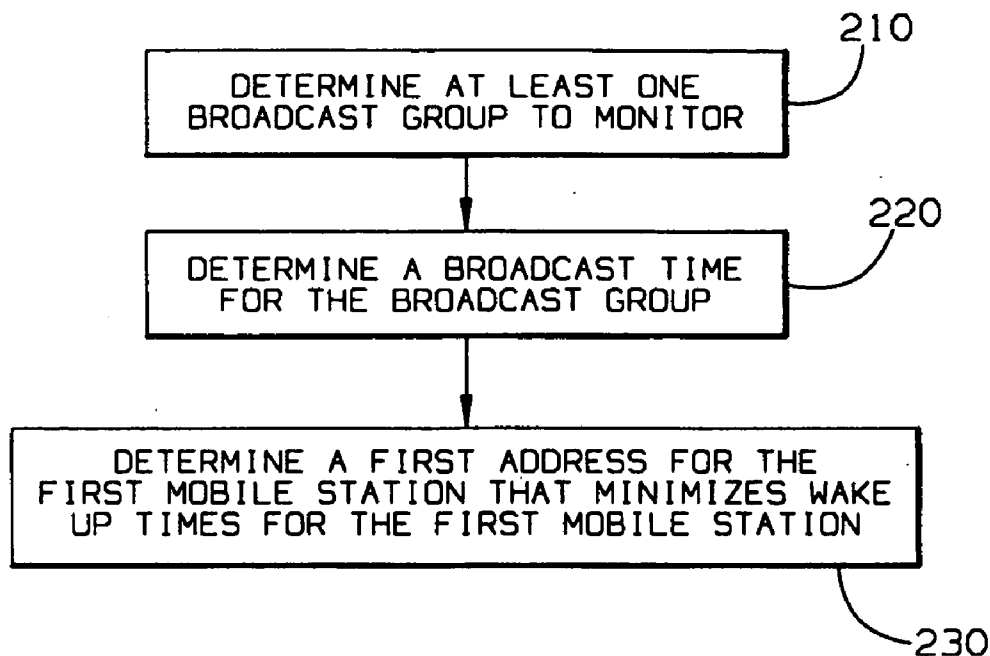 210
DETERMINE AT LEAST ONE
BROADCAST GROUP TO MONITOR
220
DETERMINE A BROADCAST TIME
FOR THE BROADCAST GROUP
DETERMINE A FIRST ADDRESS FOR THE
FIRST MOBILE STATION THAT MINIMIZES WAKE
UP TIMES FOR THE FIRST MOBILE STATION
230